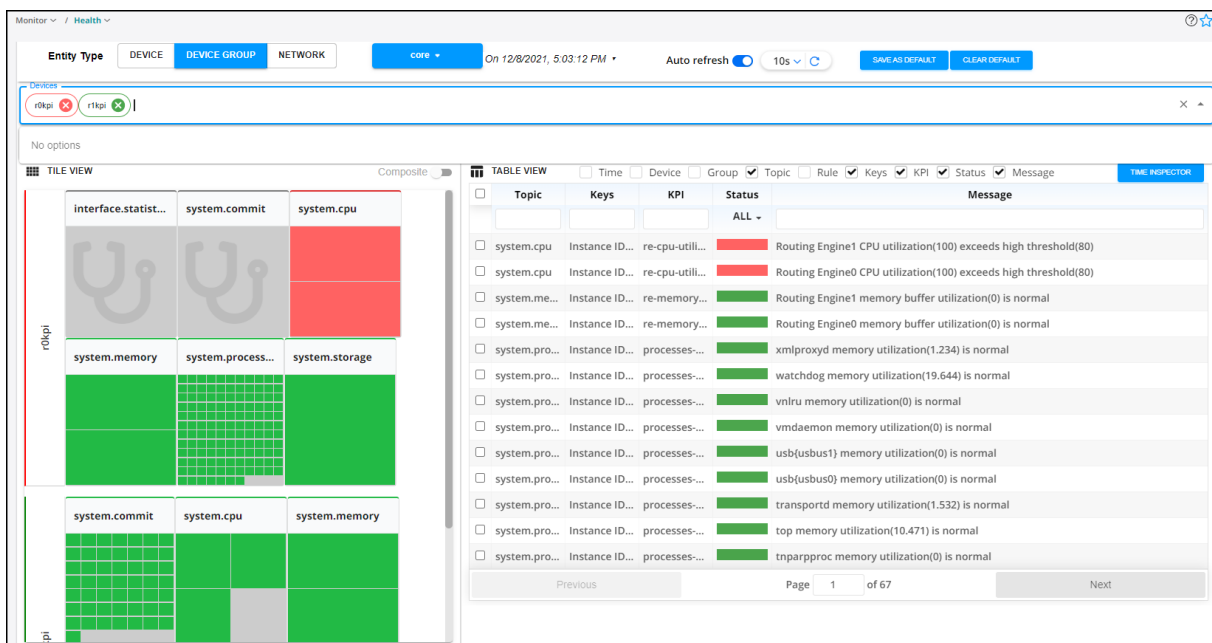 Monitor / Health
Entity Type DEVICE DEVICE GROUP NETWORK core On 12/8/2021, 5:03:12 PM Auto refresh 10s SAVE AS DEFAULT CLEAR DEFAULT
Devices
r0kpi r1kpi
No options
TILE VIEW Composite
interface.statist... system.commit system.cpu
r0kpi
system.memory system.process... system.storage
system.commit system.cpu system.memory
TABLE VIEW Time Device Group Topic Rule Keys KPI Status Message TIME INSPECTOR
Topic Keys KPI Status Message
ALL
system.cpu Instance ID... re-cpu-utili... Routing Engine1 CPU utilization(100) exceeds high threshold(80)
system.cpu Instance ID... re-cpu-utili... Routing Engine0 CPU utilization(100) exceeds high threshold(80)
system.me... Instance ID... re-memory... Routing Engine1 memory buffer utilization(0) is normal
system.me... Instance ID... re-memory... Routing Engine0 memory buffer utilization(0) is normal
system.pro... Instance ID... processes-... xmlproxyd memory utilization(1.234) is normal
system.pro... Instance ID... processes-... watchdog memory utilization(19.644) is normal
system.pro... Instance ID... processes-... vnlru memory utilization(0) is normal
system.pro... Instance ID... processes-... vmdaemon memory utilization(0) is normal
system.pro... Instance ID... processes-... usb{usbus1} memory utilization(0) is normal
system.pro... Instance ID... processes-... usb{usbus0} memory utilization(0) is normal
system.pro... Instance ID... processes-... transportd memory utilization(1.532) is normal
system.pro... Instance ID... processes-... top memory utilization(10.471) is normal
system.pro... Instance ID... processes-... tnparpproc memory utilization(0) is normal
Previous Page 1 of 67 Next